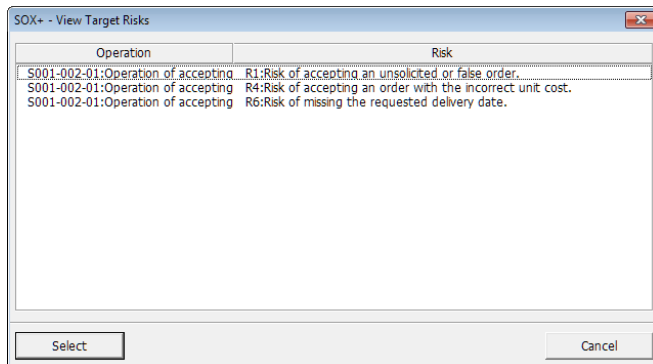 SOX+ - View Target Risks
Operation Risk
S001-002-01:Operation of accepting R1:Risk of accepting an unsolicited or false order.
S001-002-01:Operation of accepting R4:Risk of accepting an order with the incorrect unit cost.
S001-002-01:Operation of accepting R6:Risk of missing the requested delivery date.
Select Cancel